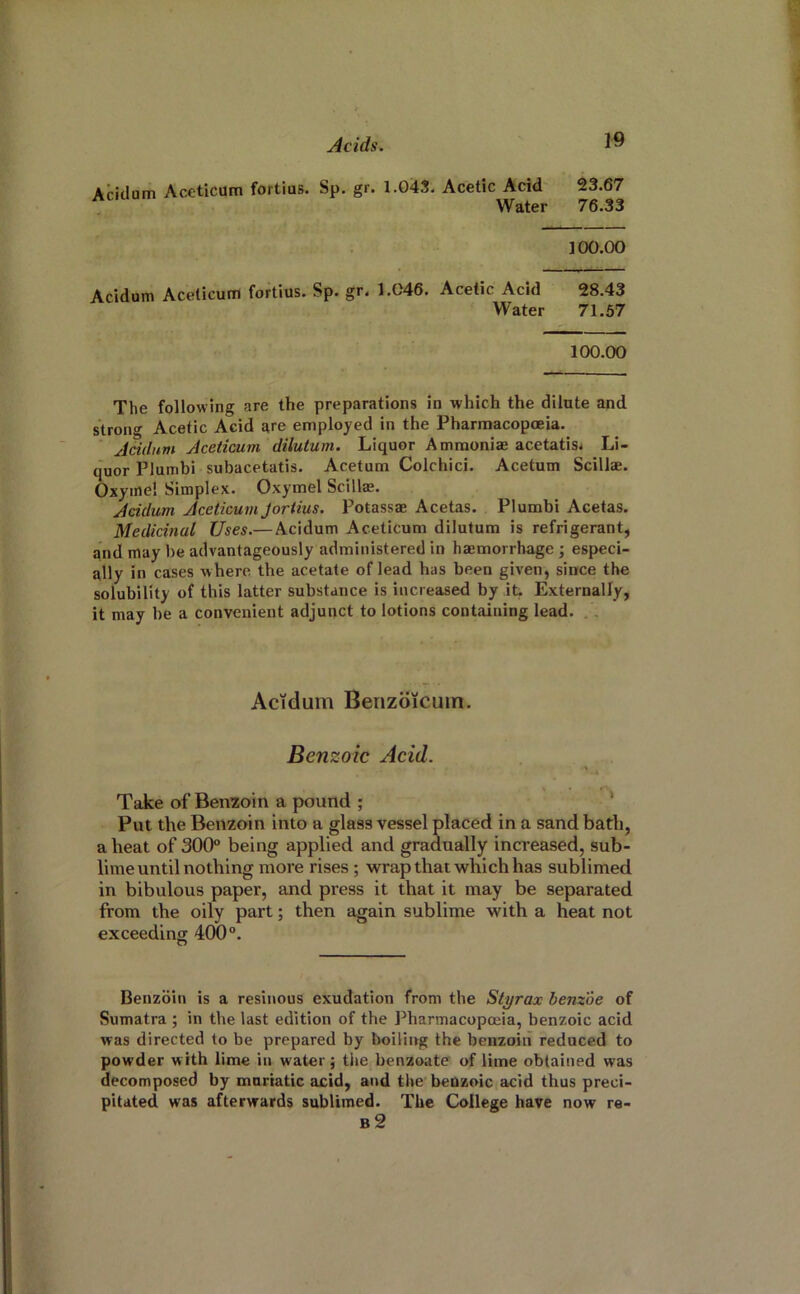 Acids.
19
Acidum Aceticum fortius. Sp. gr. 1.043. Acetic Acid 23.67
Water 76.33
100.00
Acidum Aceticum fortius. Sp. gr. 1.046. Acetic Acid 28.43
Water 71.57
100.00
The following are the preparations in which the dilute and
strong Acetic Acid are employed in the Pharmacopœia.
Acidum Aceticum dilutum. Liquor Ammoniæ acetatis. Li-
quor Plumbi subacetatis. Acetum Colchici. Acetum Scillæ.
Oxymel Simplex. Oxymel Scillæ.
Acidum Aceticum fortius. Potassæ Acetas. Plumbi Acetas.
Medicinal Uses.—Acidum Aceticum dilutum is refrigerant,
and may be advantageously administered in hæmorrhage ; especi-
ally in cases where the acetate of lead has been given, since the
solubility of this latter substance is increased by it. Externally,
it may be a convenient adjunct to lotions containing lead.
Acĭdum Benzöĭcum.
Benzoic Acid.
Take of Benzoin a pound ;
Put the Benzoin into a glass vessel placed in a sand bath,
a heat of 300° being applied and gradually increased, sub-
lime until nothing more rises ; wrap that which has sublimed
in bibulous paper, and press it that it may be separated
from the oily part ; then again sublime with a heat not
exceeding 400°.
Benzöin is a resinous exudation from the Styrax benzöe of
Sumatra ; in the last edition of the Pharmacopœia, benzoic acid
was directed to be prepared by boiling the benzoin reduced to
powder with lime in water ; the benzoate of lime obtained was
decomposed by muriatic acid, and the benzoic acid thus preci-
pitated was afterwards sublimed. The College have now re-
B 2